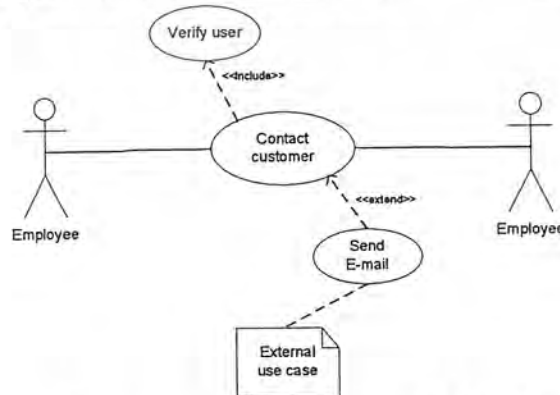 Verify user
<<include>>
Contact
customer
<<extend>>
Employee
Employee
Send
E-mail
External
use case